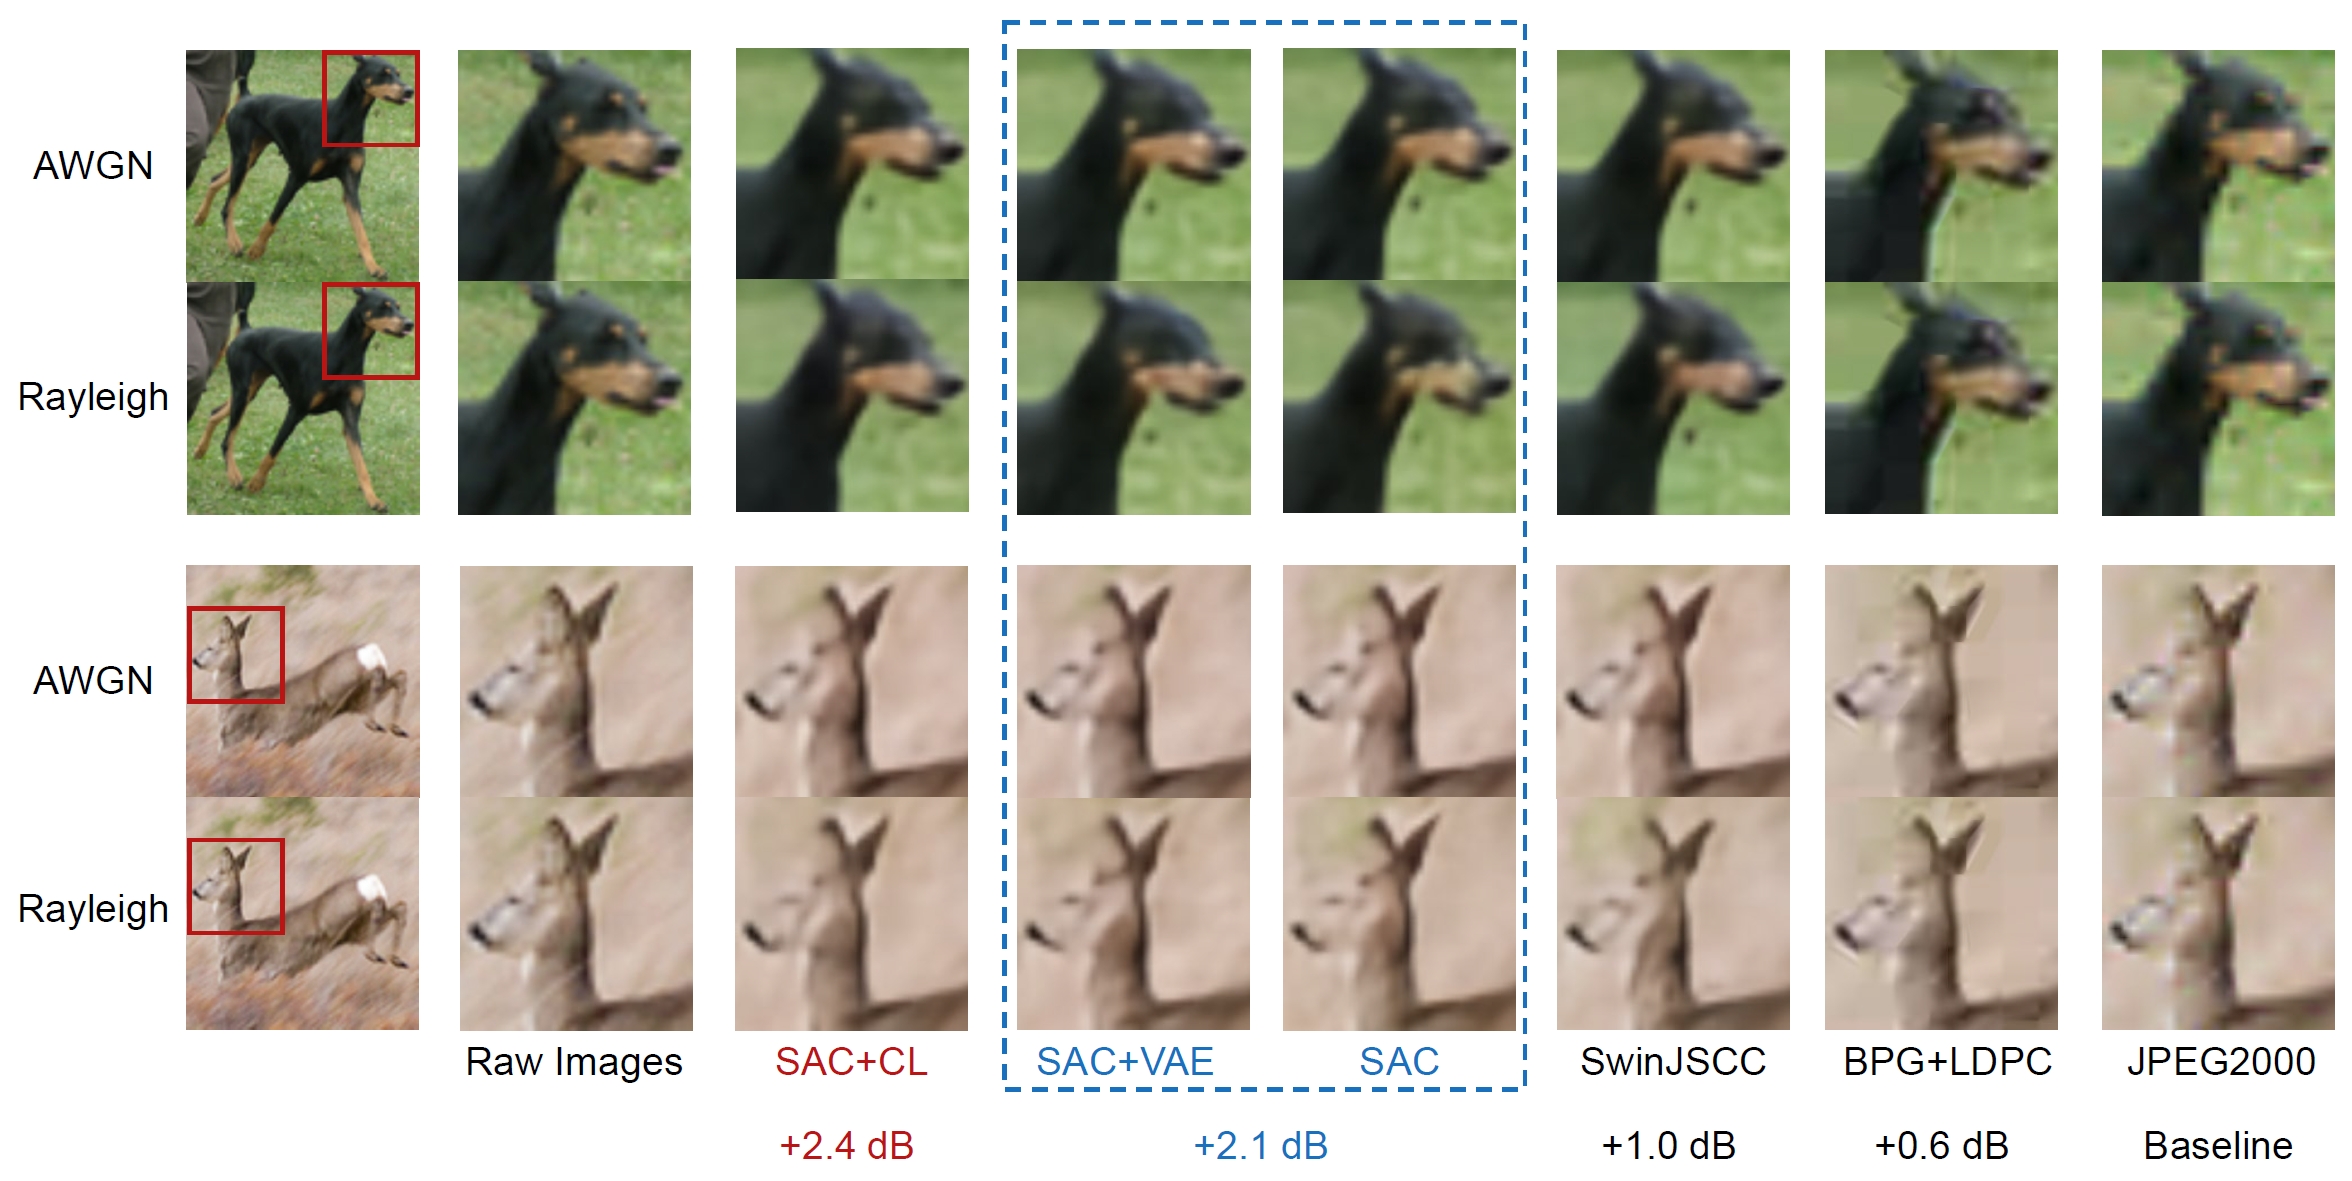 AWGN
Rayleigh
AWGN
Rayleigh
Raw Images SAC+CL SAC+VAE SAC SwinJSCC BPG+LDPC JPEG2000
+2.4 dB +2.1 dB +1.0 dB +0.6 dB Baseline